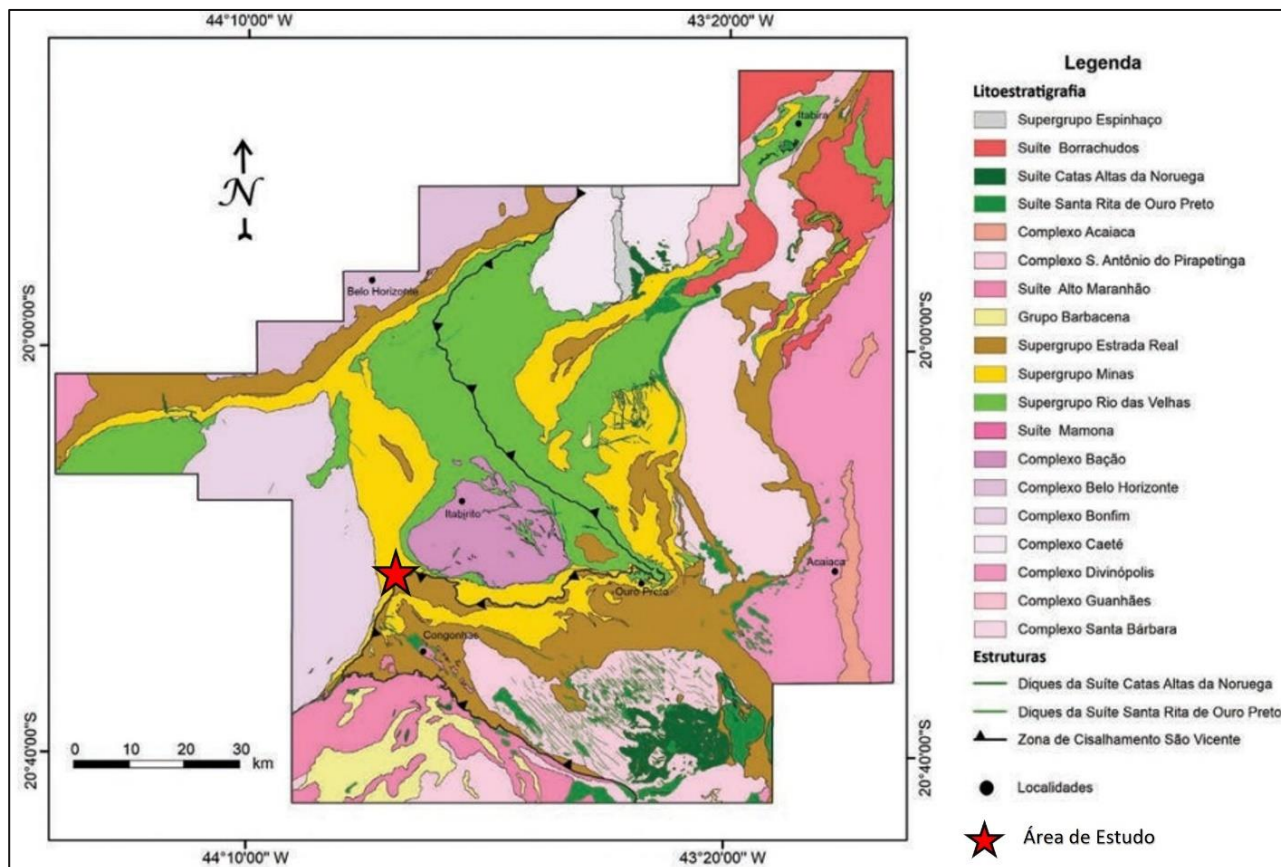 44°10'00" W
43°20'00" W
N
20°00'00"S
20°00'00"S
20°40'00"S
20°40'00"S
Itabira
Belo Horizonte
Itabirito
Acaiaca
Ouro Preto
Congonhas
0 10 20 30
km
44°10'00" W
43°20'00" W
Legenda
Litoestratigrafia
Supergrupo Espinhaço
Suíte Borrachudos
Suíte Catas Altas da Noruega
Suíte Santa Rita de Ouro Preto
Complexo Acaiaca
Complexo S. Antônio do Pirapetinga
Suíte Alto Maranhão
Grupo Barbacena
Supergrupo Estrada Real
Supergrupo Minas
Supergrupo Rio das Velhas
Suíte Mamona
Complexo Bação
Complexo Belo Horizonte
Complexo Bonfim
Complexo Caeté
Complexo Divinópolis
Complexo Guanhães
Complexo Santa Bárbara
Estruturas
Diques da Suíte Catas Altas da Noruega
Diques da Suíte Santa Rita de Ouro Preto
Zona de Cisalhamento São Vicente
Localidades
Área de Estudo